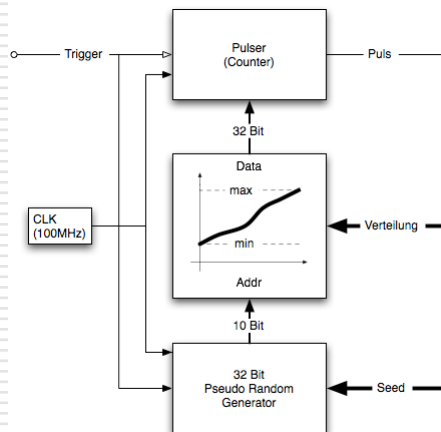 Trigger
Pulser
(Counter)
Puls
32 Bit
Data
max
min
Addr
CLK
(100MHz)
Verteilung
10 Bit
32 Bit
Pseudo Random
Generator
Seed